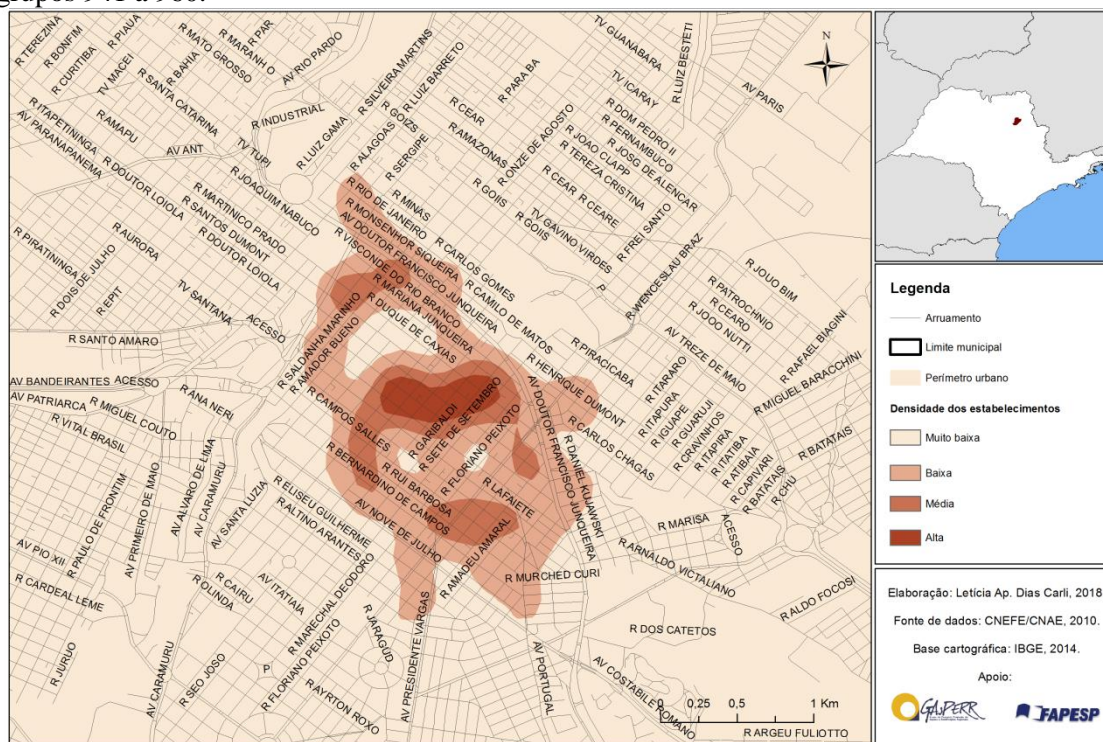 grupos 941 a 960.
R TEREZINA
R BONFIM
R CURITIBA
R PIAUA
TV MACEI
R BAHIA
R MATO GROSSO
R MARANH O
R PAR
AV RIO PARDO
R SANTA CATARINA
R INDUSTRIAL
R SILVEIRA MARTINS
R LUIZ BARRETO
R GOIZS
R ALAGOAS
R SERGIPE
R LUIZ GAMA
R CEAR
R PARA BA
R AMAZONAS
R ONZE DE AGOSTO
TV GUANABARA
TV ICARAY
R LUIZ BESTETI
AV PARIS
R DOM PEDRO II
R PERNAMBUCO
R JOSG DE ALENCAR
R JOAO CLAPP
R TEREZA CRISTINA
R CEAR
R CEARE
R GOIIS
R GOIIS
TV GAVINO VIRDES
R FREI SANTO
R WENCESLAU BRAZ
P
N
R ITAPETININGA
AV PARANAPANEMA
R AMAPU
AV ANT
TV TUPI
R DOUTOR LOIOLA
R JOAQUIM NABUCO
R MARTINICO PRADO
R SANTOS DUMONT
R DOUTOR LOIOLA
R AURORA
R PIRATININGA
R DOIS DE JULHO
R EPIT
TV SANTANA
ACESSO
R SANTO AMARO
R RIO DE JANEIRO
R MINAS
R MONSENHOR SIQUEIRA
AV DOUTOR FRANCISCO JUNQUEIRA
R VISCONDE DO RIO BRANCO
R MARIANA JUNQUEIRA
R DUQUE DE CAXIAS
R CARLOS GOMES
R CAMILO DE MATOS
R SALDANHA MARINHO
R AMADOR BUENO
R PIRACICABA
R HENRIQUE DUMONT
R JOUO BIM
R PATROCHNIO
R CEARO
R JOOO NUTTI
AV TREZE DE MAIO
R RAFAEL BIAGINI
R MIGUEL BARACCHINI
R ITARARO
R ITAPURA
R IGUAPE
R GUARUJI
R CRAVINHOS
R ITAPIRA
R ITATIBA
R ATIBAIA
R CAPIVARI
R BATATAIS
R CHU
R BATATAIS
AV BANDEIRANTES
ACESSO
AV PATRIARCA
R MIGUEL COUTO
R VITAL BRASIL
R ANA NERI
R CAMPOS SALLES
R GARIBALDI
R SETE DE SETEMBRO
R FLORIANO PEIXOTO
R CARLOS CHAGAS
AV DOUTOR FRANCISCO JUNQUEIRA
R DANIEL KUJAWSKI
R RUI BARBOSA
R BERNARDINO DE CAMPOS
R LAFAIETE
AV NOVE DE JULHO
R AMADEU AMARAL
R ELISEU GUILHERME
R ALTINO ARANTES
AV SANTA LUZIA
AV CARAMURU
AV ALVARO DE LIMA
AV PRIMEIRO DE MAIO
R PAULO DE FRONTIM
AV PIO XII
R CARDEAL LEME
R JURUO
R CAIRU
R OLINDA
AV ITATIAIA
R MARECHAL DEODORO
R JARAGUD
R FLORIANO PEIXOTO
AV CARAMURU
R SEO JOSO
P
R AYRTON ROXO
AV PRESIDENTE VARGAS
R MURCHED CURI
R ARNALDO VICTALIANO
R MARISA
ACESSO
R ALDO FOCOSI
R DOS CATETOS
AV PORTUGAL
AV COSTABILE ROMANO
R ARGEU FULIOTTO
0 0,25 0,5 1 Km
Legenda
Arruamento
Limite municipal
Perímetro urbano
Densidade dos estabelecimentos
Muito baixa
Baixa
Média
Alta
Elaboração: Letícia Ap. Dias Carli, 2018
Fonte de dados: CNEFE/CNAE, 2010.
Base cartográfica: IBGE, 2014.
Apoio:
GAsPERR
FAPESP